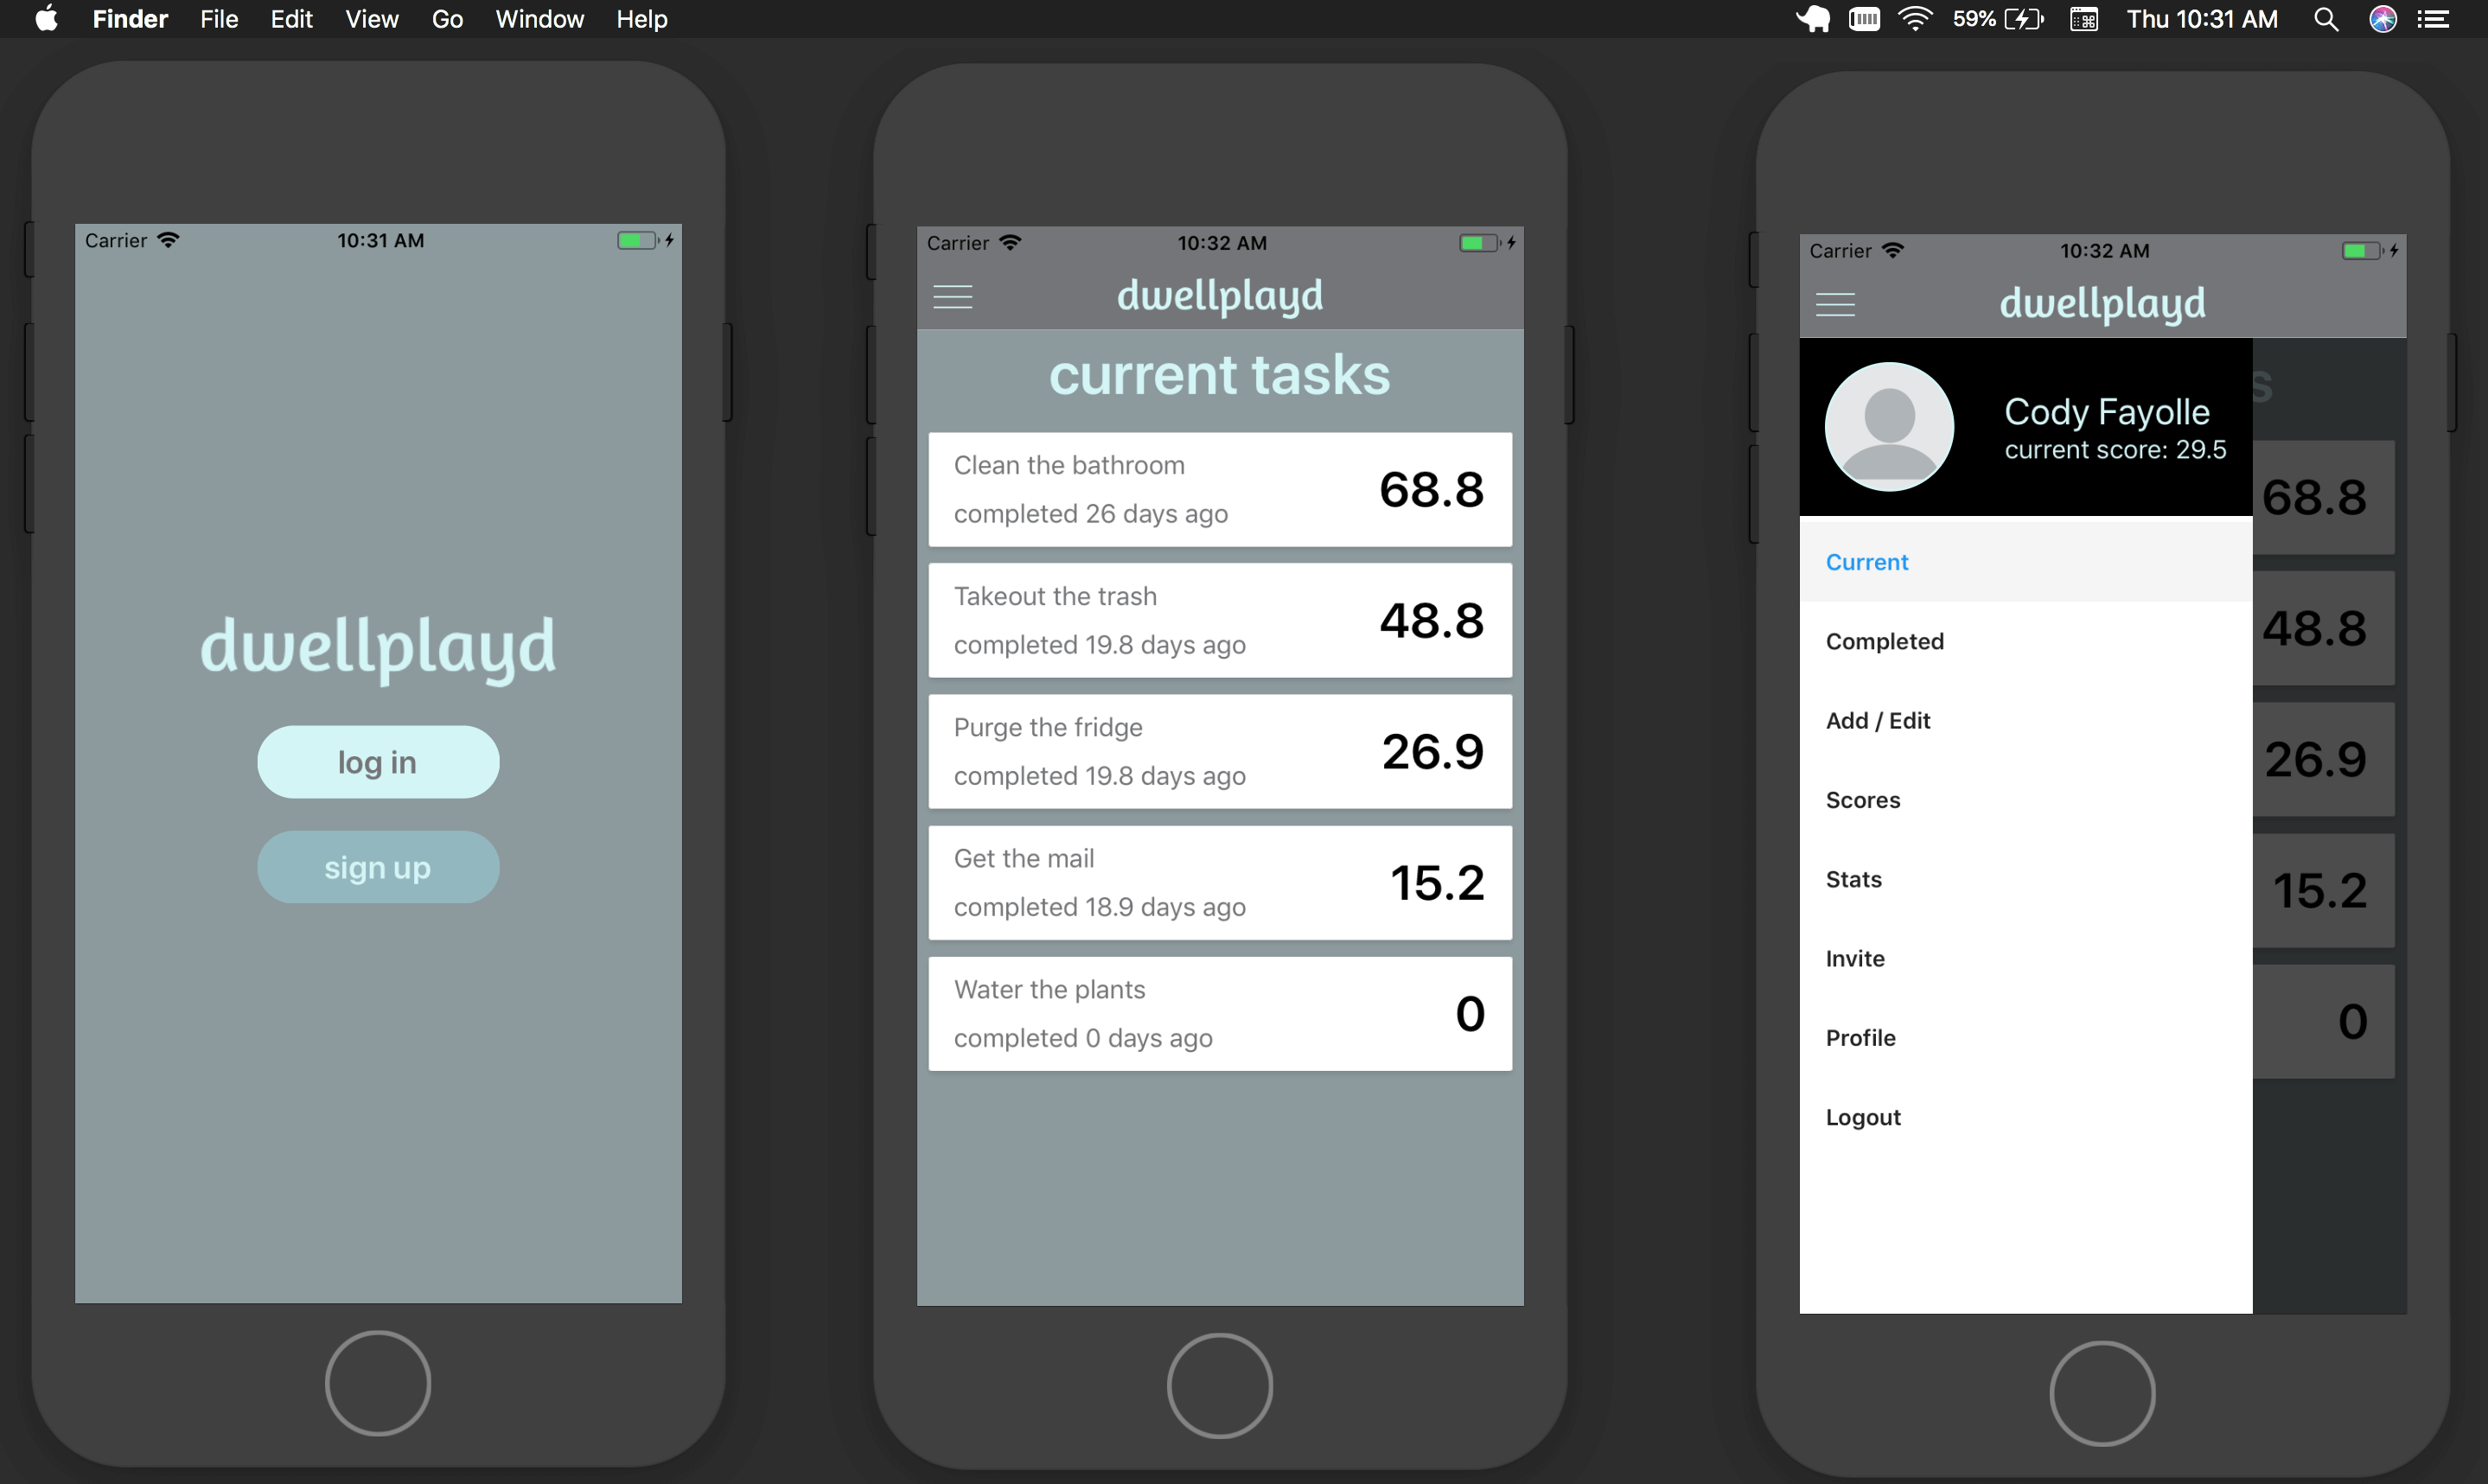 Finder File Edit View Go Window Help 59% Thu 10:31 AM
Carrier 10:31 AM
dwellplayd
log in
sign up
Carrier 10:32 AM
dwellplayd
current tasks
Clean the bathroom
completed 26 days ago
68.8
Takeout the trash
completed 19.8 days ago
48.8
Purge the fridge
completed 19.8 days ago
26.9
Get the mail
completed 18.9 days ago
15.2
Water the plants
completed 0 days ago
0
Carrier 10:32 AM
dwellplayd
s
Cody Fayolle
current score: 29.5
68.8
Current
Completed
48.8
Add / Edit
26.9
Scores
Stats
15.2
Invite
0
Profile
Logout